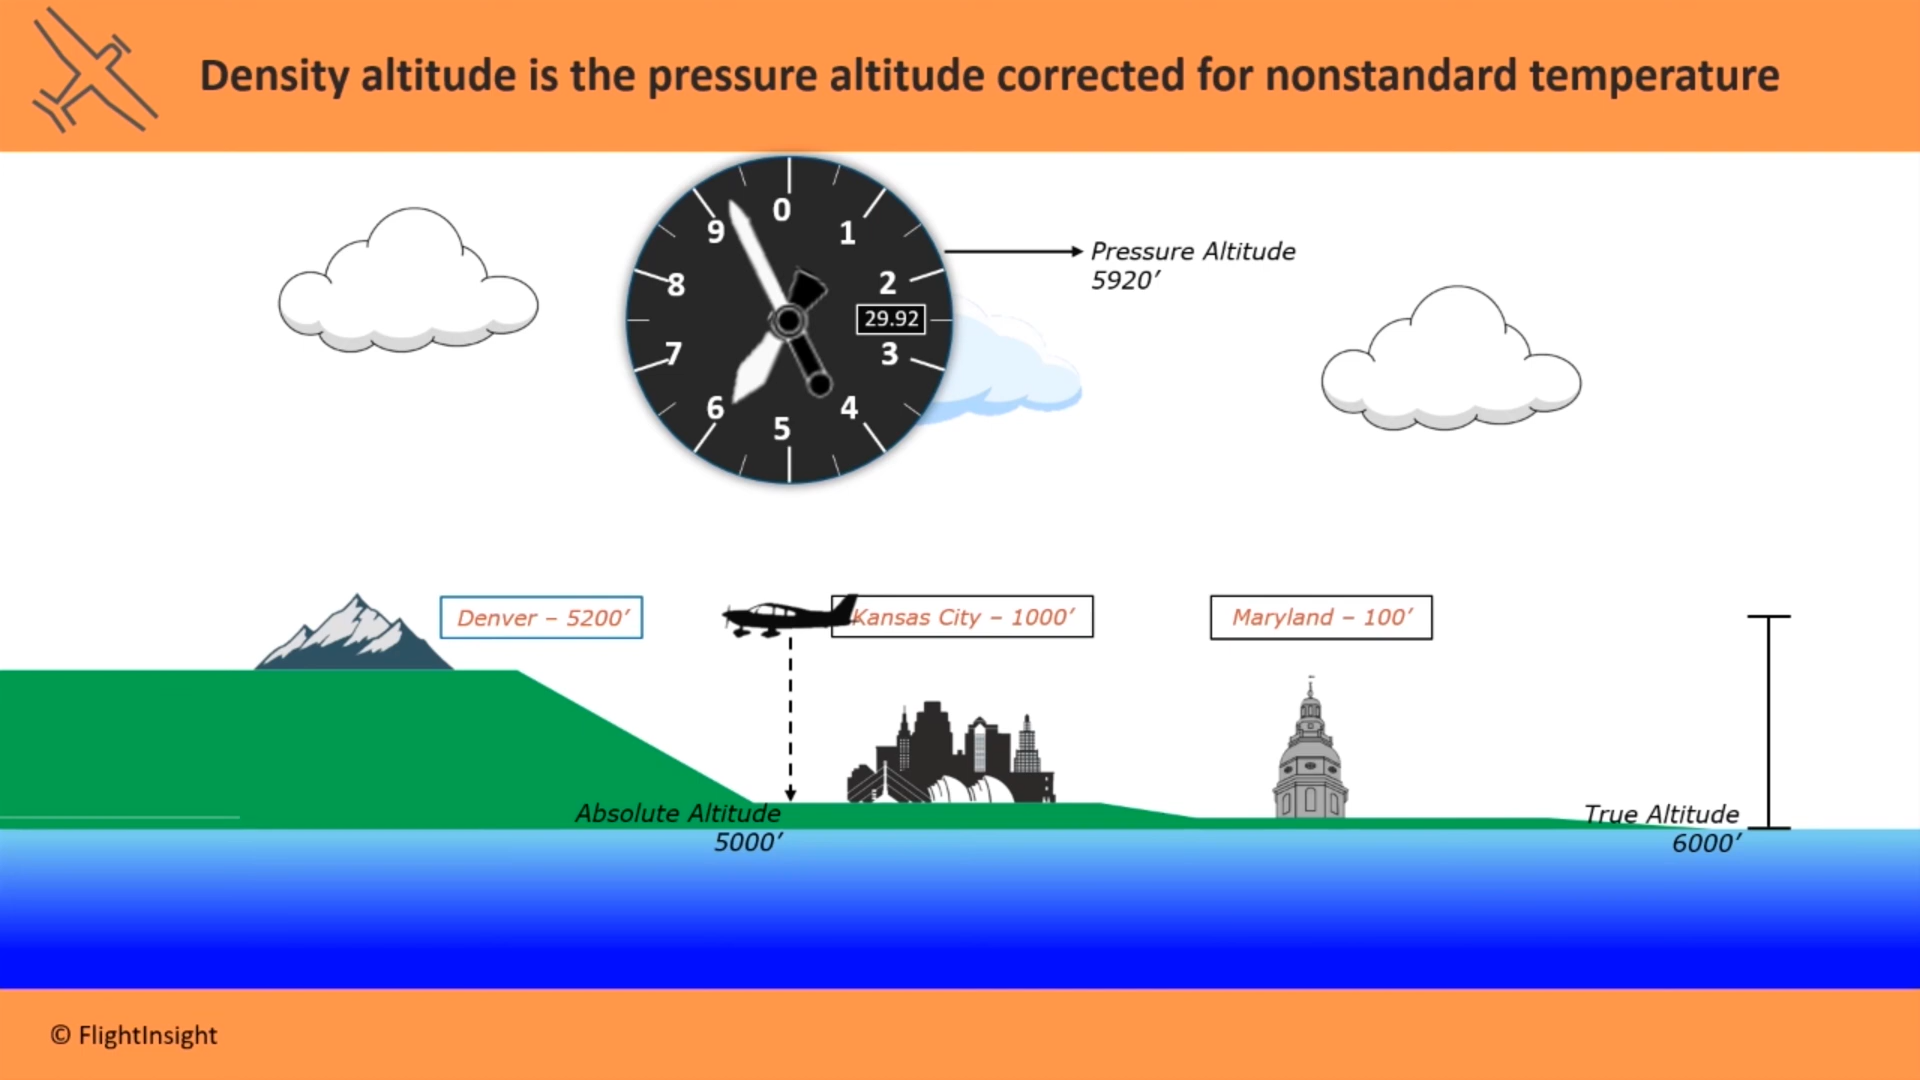 Density altitude is the pressure altitude corrected for nonstandard temperature
0
9
1
8
2
29.92
7
3
6
4
5
Pressure Altitude
5920′
Denver – 5200′
Kansas City – 1000′
Maryland – 100′
Absolute Altitude
5000′
True Altitude
6000′
© FlightInsight